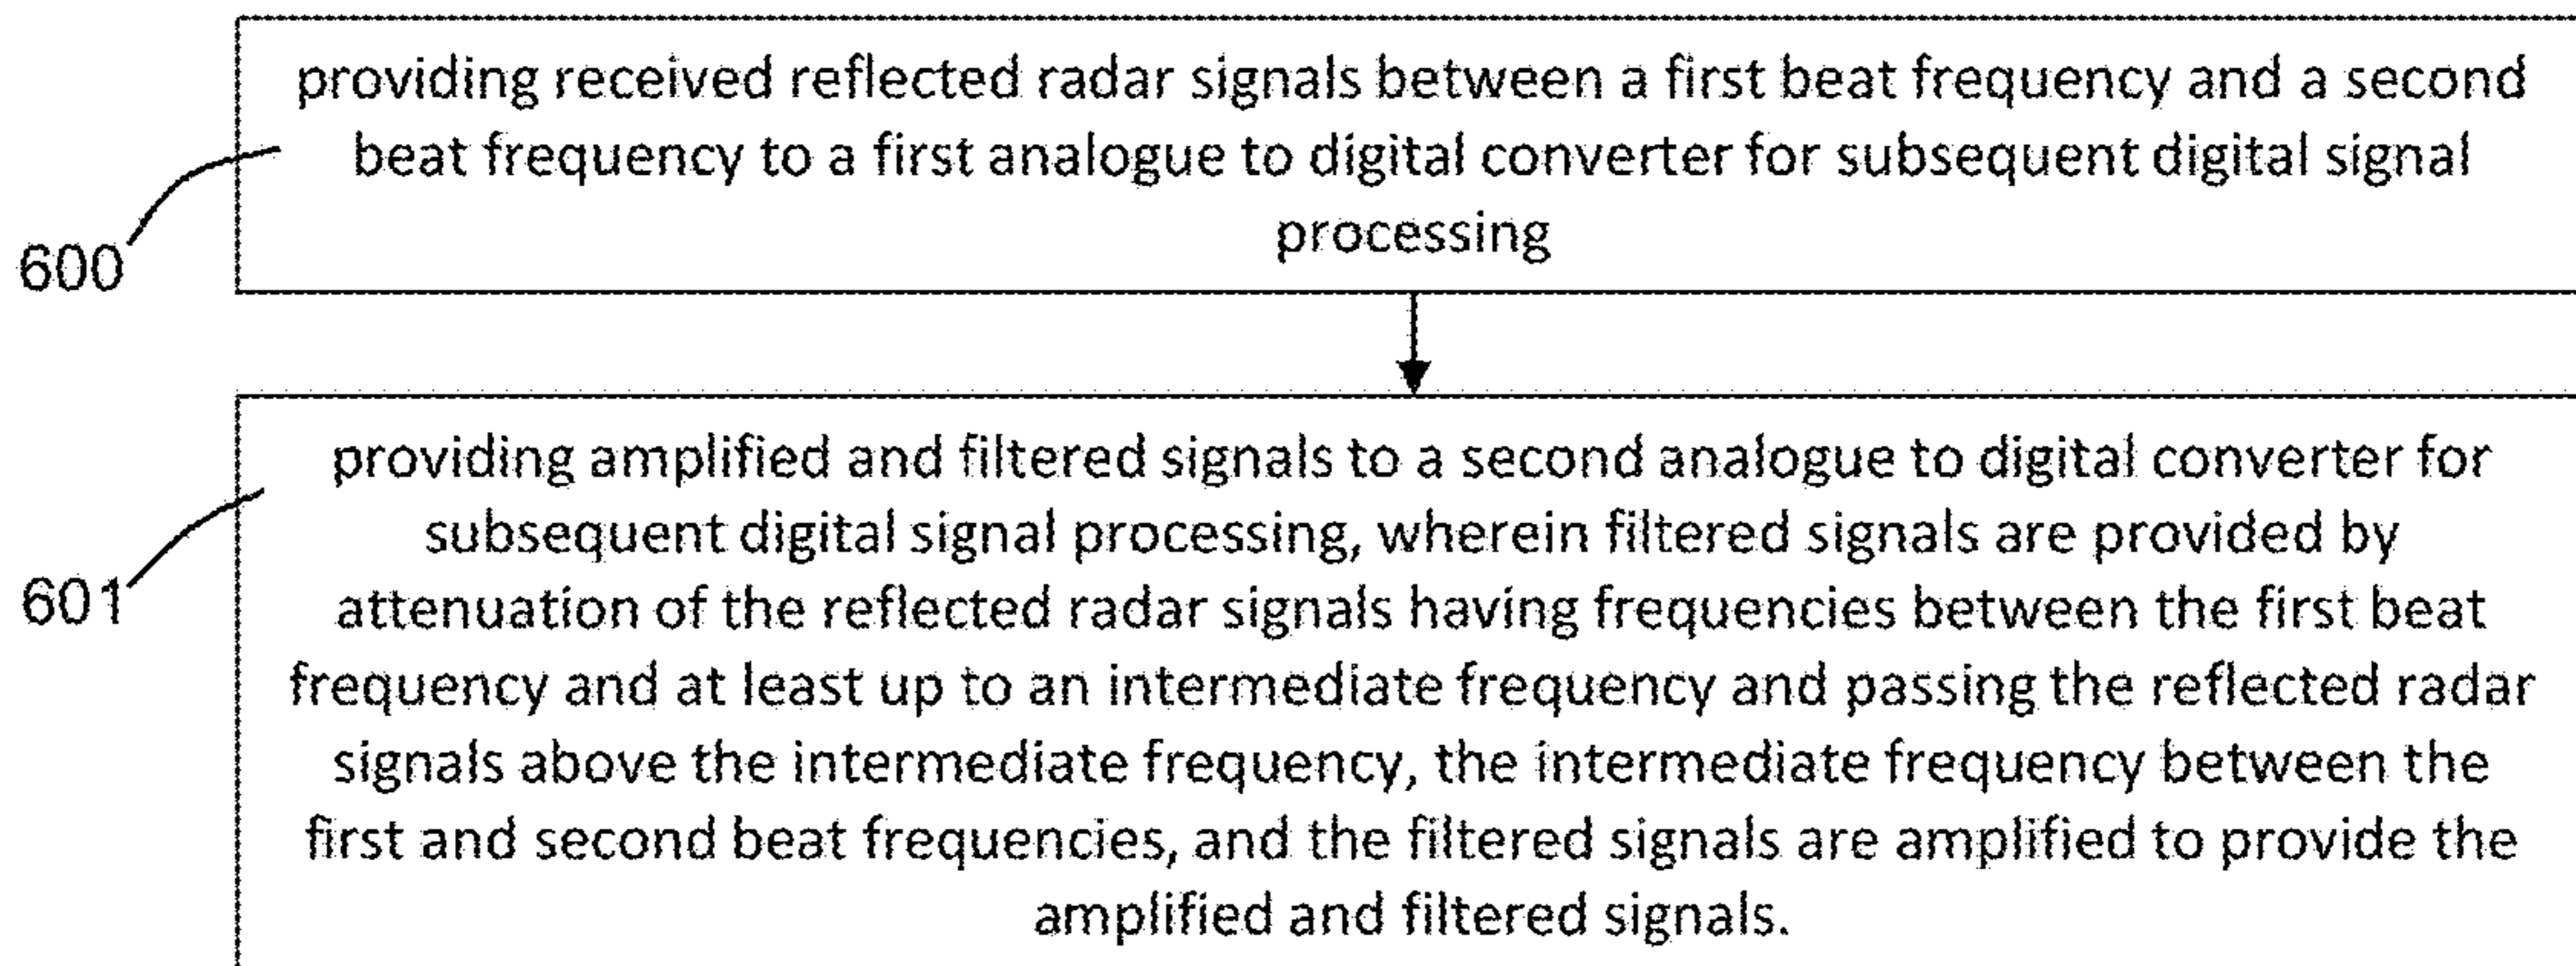 providing received reflected radar signals between a first beat frequency and a second
beat frequency to a first analogue to digital converter for subsequent digital signal
processing
600
providing amplified and filtered signals to a second analogue to digital converter for
subsequent digital signal processing, wherein filtered signals are provided by
attenuation of the reflected radar signals having frequencies between the first beat
frequency and at least up to an intermediate frequency and passing the reflected radar
signals above the intermediate frequency, the intermediate frequency between the
first and second beat frequencies, and the filtered signals are amplified to provide the
amplified and filtered signals.
601